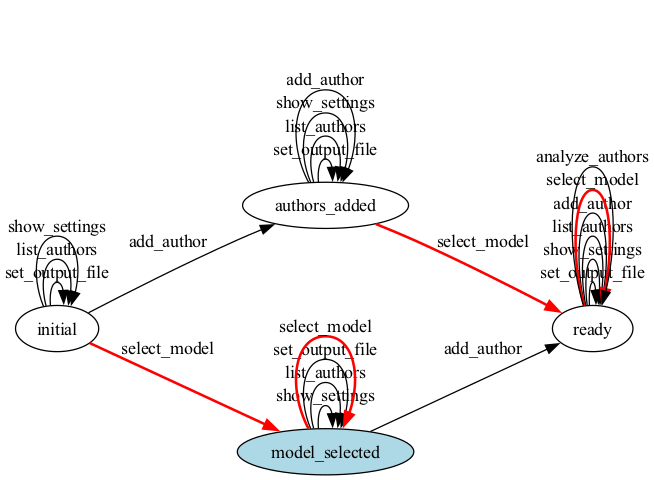 add_author
show_settings
list_authors
set_output_file
authors_added
analyze_authors
select_model
add_author
list_authors
show_settings
set_output_file
ready
show_settings
list_authors
set_output_file
initial
add_author
select_model
select_model
select_model
set_output_file
list_authors
show_settings
model_selected
add_author